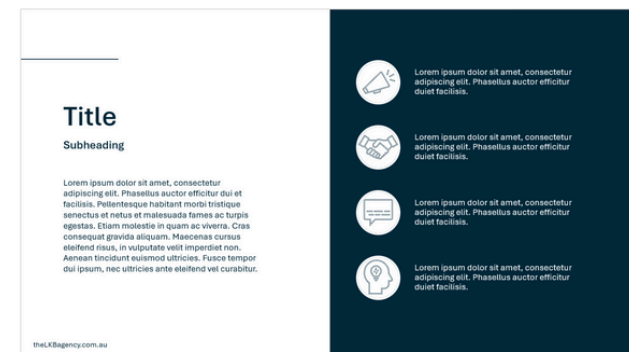 Title
Subheading
Lorem ipsum dolor sit amet, consectetur
adipiscing elit. Phasellus auctor efficitur dui et
facilisis. Pellentesque habitant morbi tristique
senectus et netus et malesuada fames ac turpis
egestas. Etiam molestie in quam ac viverra. Cras
consequat gravida aliquam. Maecenas cursus
eleifend risus, in vulputate velit imperdiet non.
Aenean tincidunt euismod ultricies. Fusce tempor
dui ipsum, nec ultricies ante eleifend vel curabitur.
theLKBagency.com.au
Lorem ipsum dolor sit amet, consectetur
adipiscing elit. Phasellus auctor efficitur
duiet facilisis.
Lorem ipsum dolor sit amet, consectetur
adipiscing elit. Phasellus auctor efficitur
duiet facilisis.
Lorem ipsum dolor sit amet, consectetur
adipiscing elit. Phasellus auctor efficitur
duiet facilisis.
Lorem ipsum dolor sit amet, consectetur
adipiscing elit. Phasellus auctor efficitur
duiet facilisis.